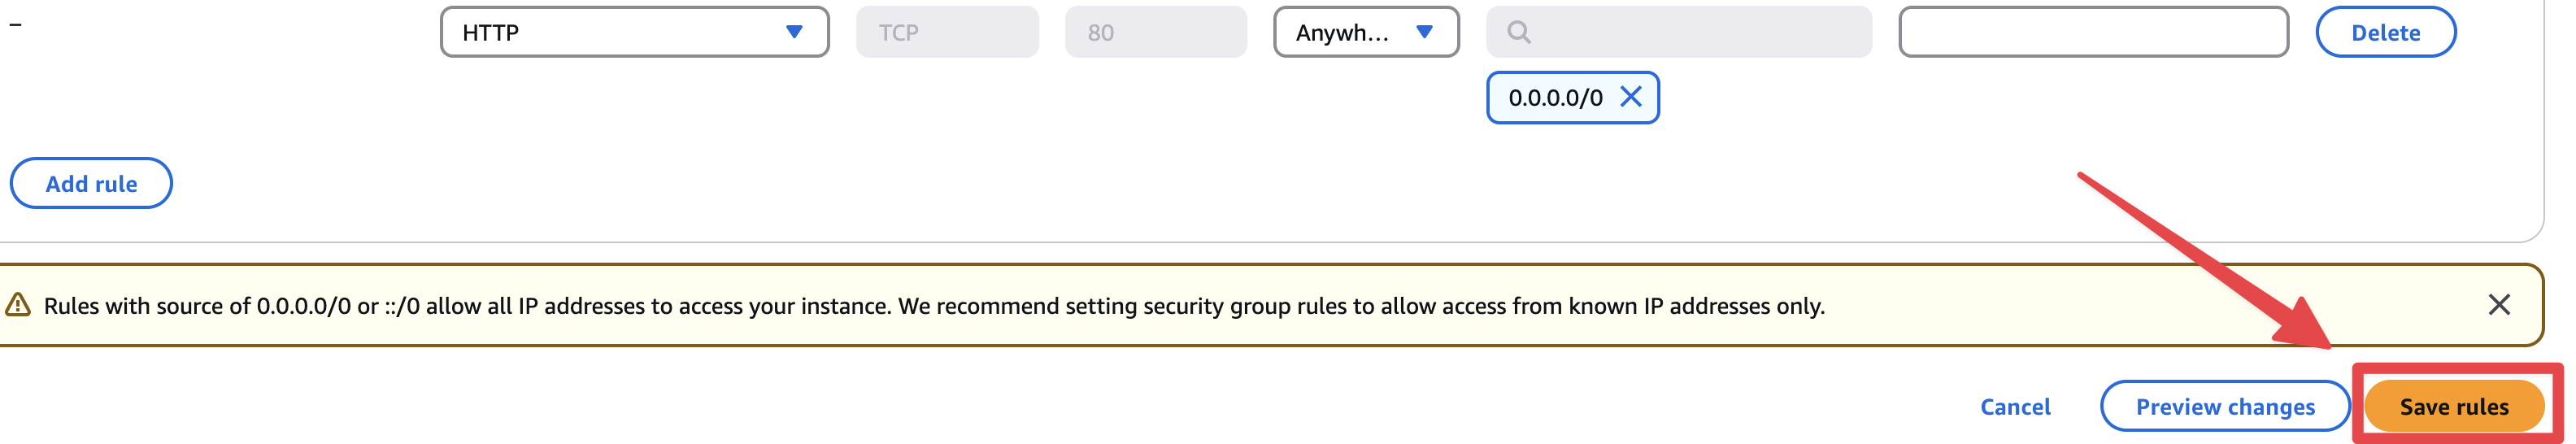 –
HTTP
TCP
80
Anywh...
Delete
0.0.0.0/0
Add rule
Rules with source of 0.0.0.0/0 or ::/0 allow all IP addresses to access your instance. We recommend setting security group rules to allow access from known IP addresses only.
Cancel
Preview changes
Save rules